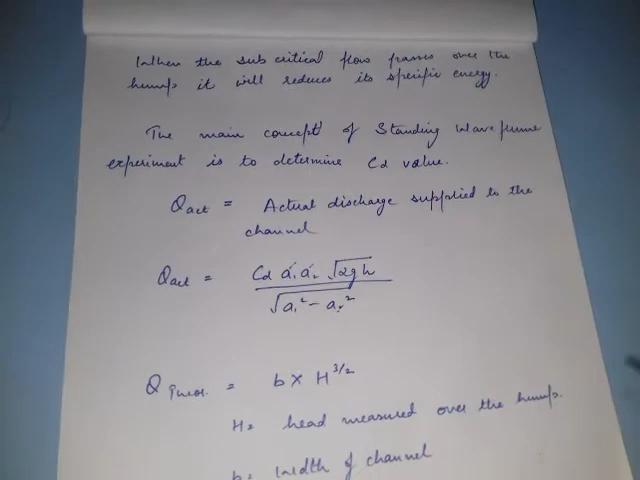 When the sub critical flow passes over the
hump it will reduces its specific energy.
The main concept of Standing Wave flume
experiment is to determine Cd value.
Qact = Actual discharge supplied to the
channel
Qact = Cd a₁ a₂ √2gh / √a₁² - a₂²
Q Theor. = b × H^3/2
H = head measured over the hump.
b = width of channel